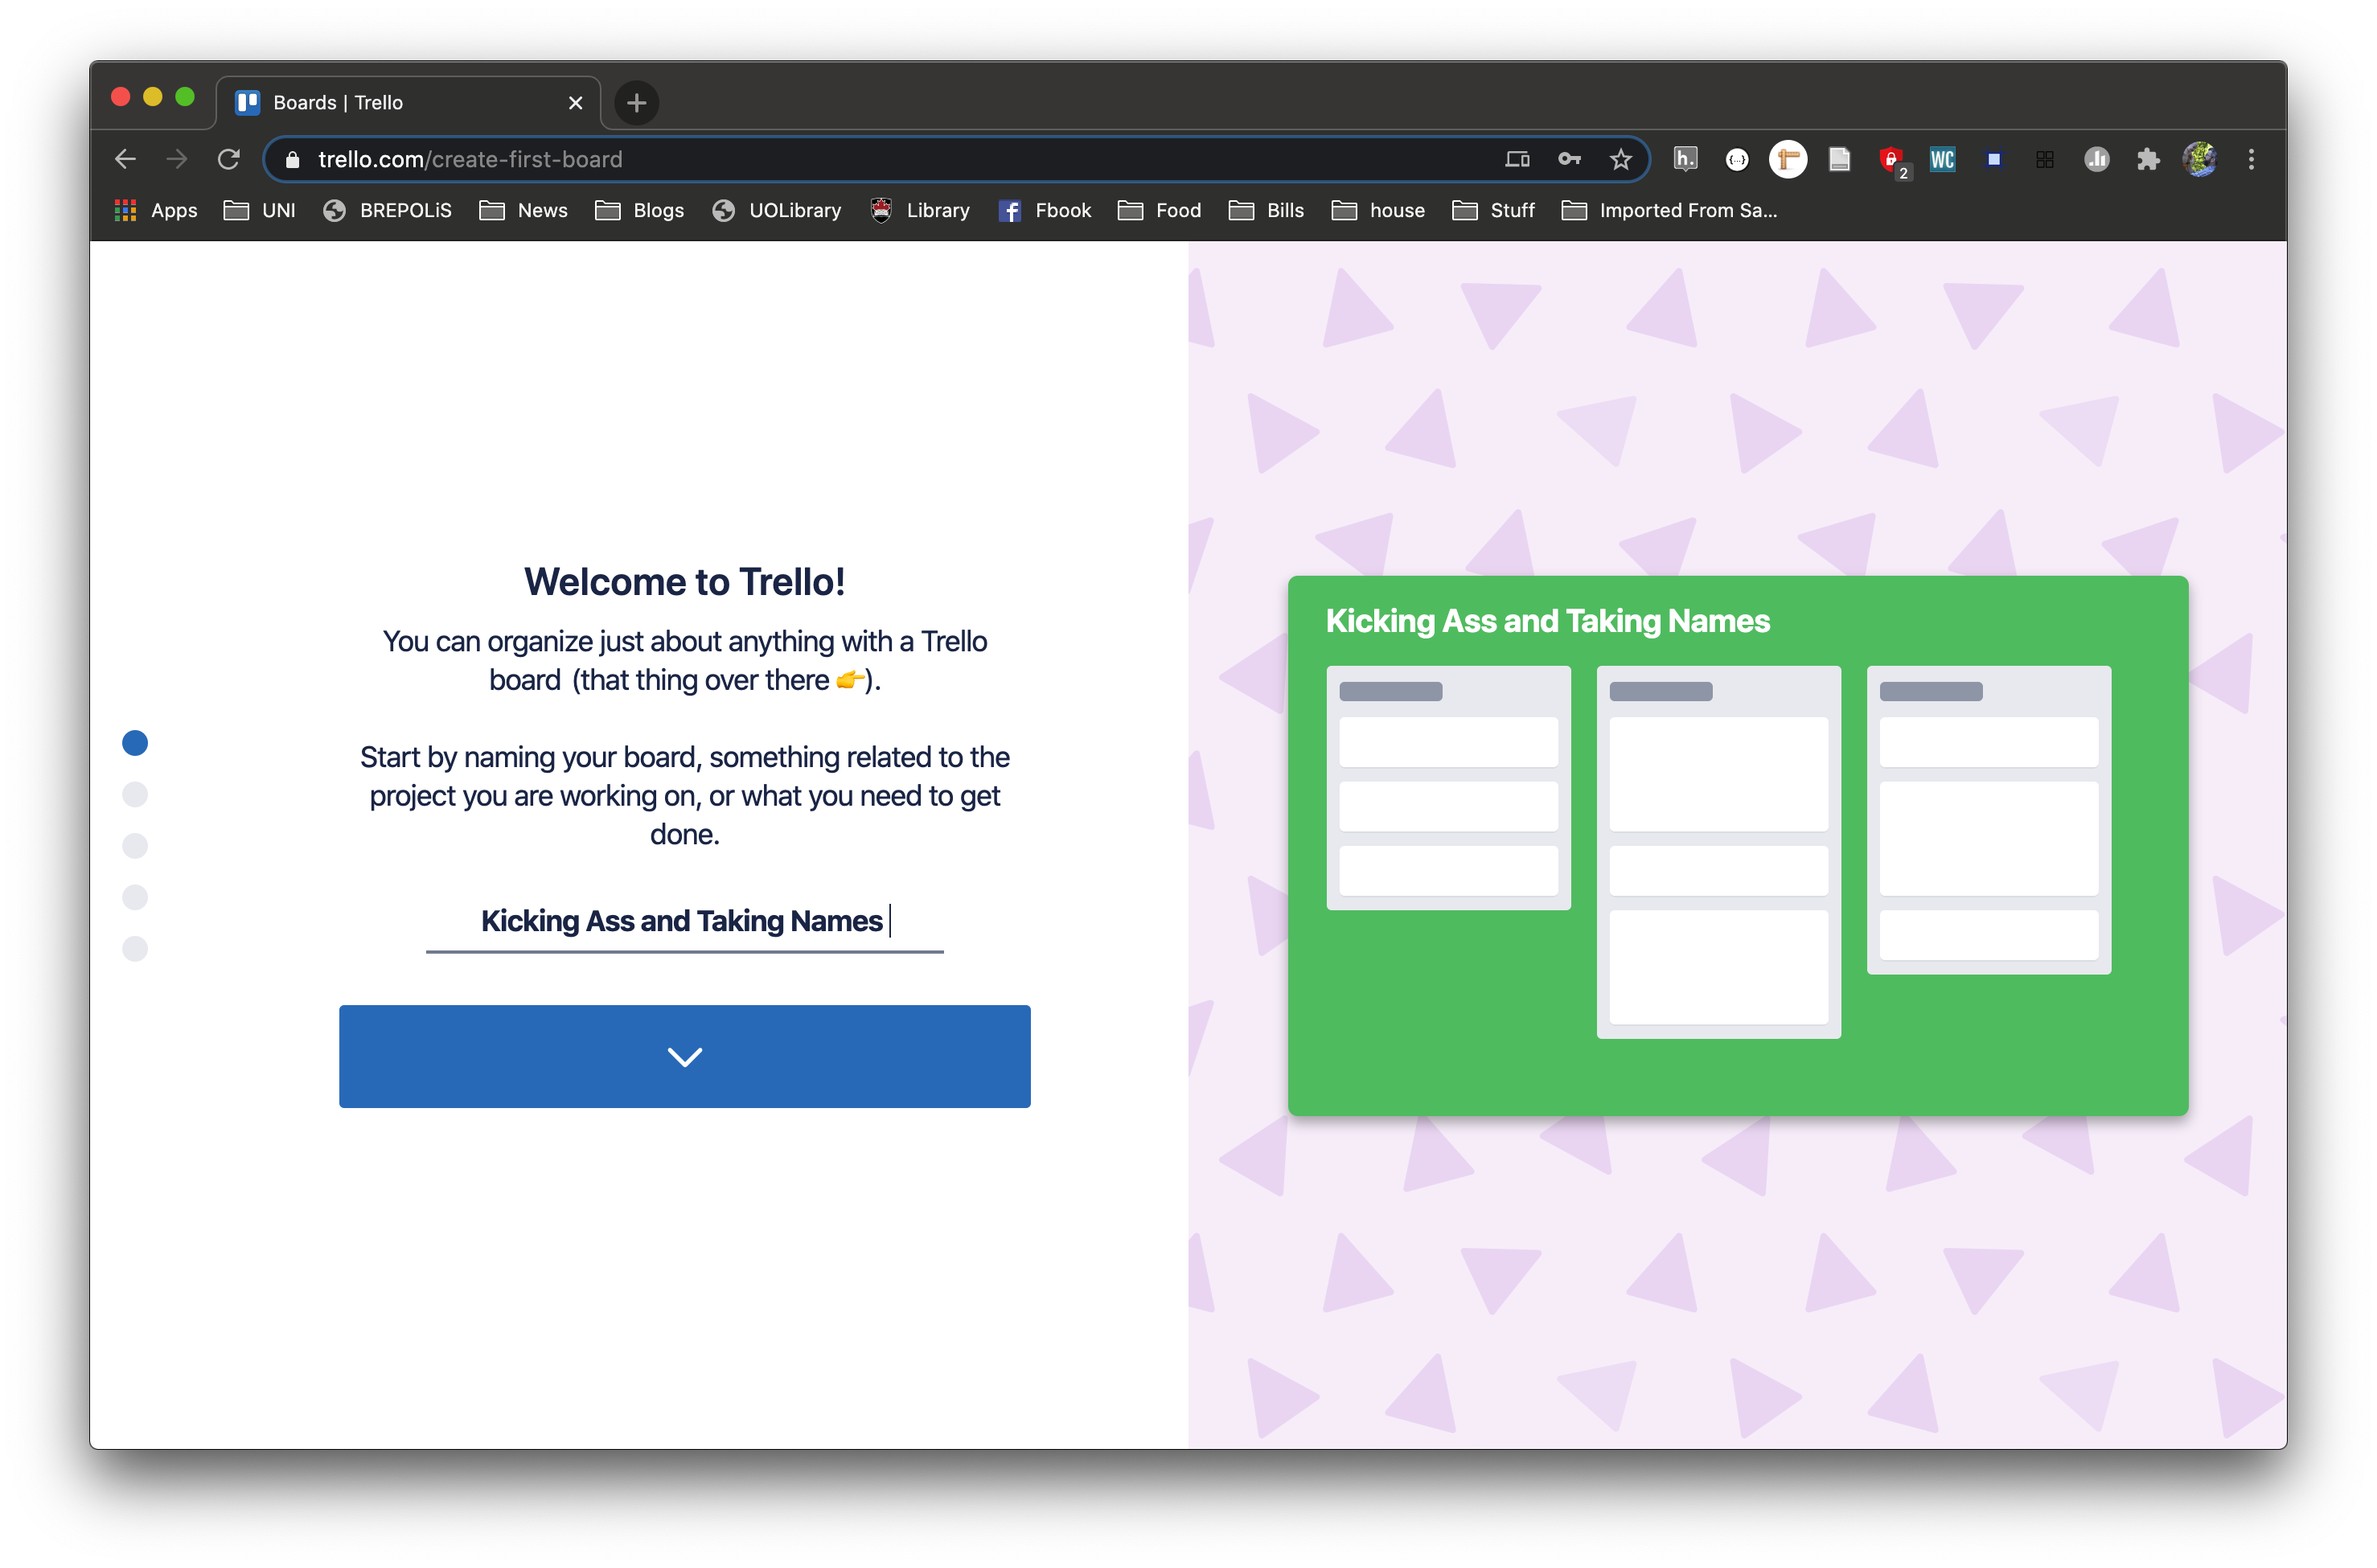 Boards | Trello
trello.com/create-first-board
h.
{...}
2
WC
Apps UNI BREPOLiS News Blogs UOLibrary Library Fbook Food Bills house Stuff Imported From Sa...
Welcome to Trello!
You can organize just about anything with a Trello
board (that thing over there 👉).
Start by naming your board, something related to the
project you are working on, or what you need to get
done.
Kicking Ass and Taking Names
Kicking Ass and Taking Names